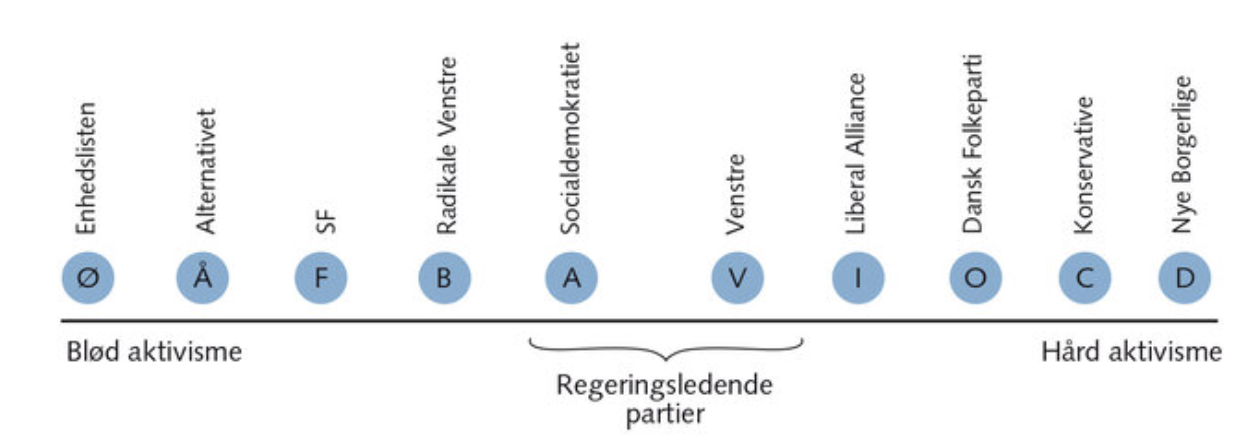 Enhedslisten
Alternativet
SF
Radikale Venstre
Socialdemokratiet
Venstre
Liberal Alliance
Dansk Folkeparti
Konservative
Nye Borgerlige
Ø
Å
F
B
A
V
I
O
C
D
Blød aktivisme
Hård aktivisme
Regeringsledende
partier